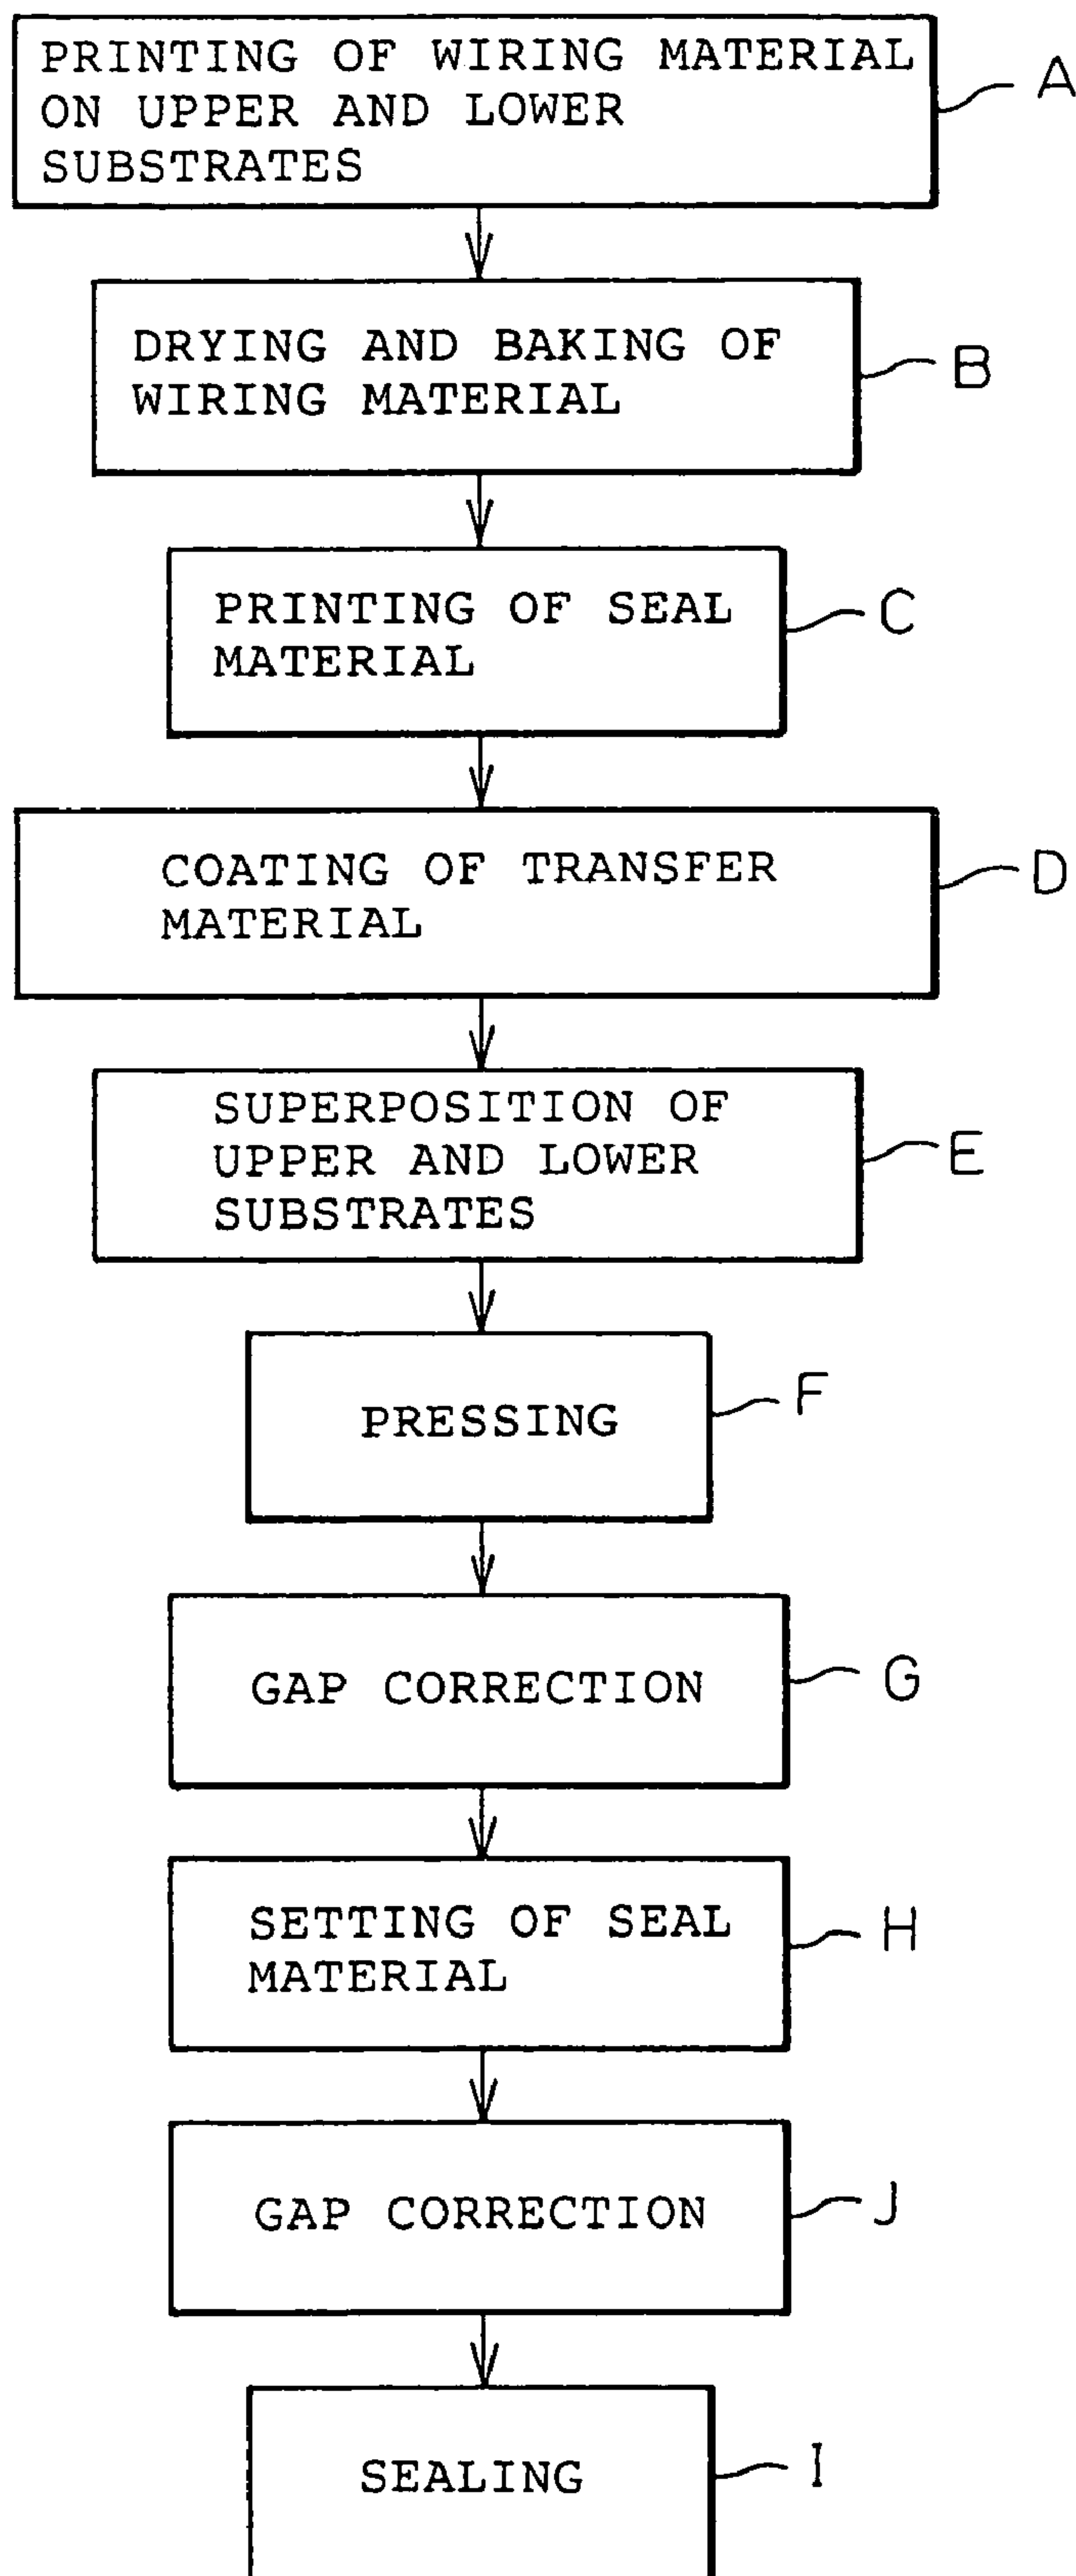 PRINTING OF WIRING MATERIAL
ON UPPER AND LOWER
SUBSTRATES
A
DRYING AND BAKING OF
WIRING MATERIAL
B
PRINTING OF SEAL
MATERIAL
C
COATING OF TRANSFER
MATERIAL
D
SUPERPOSITION OF
UPPER AND LOWER
SUBSTRATES
E
PRESSING
F
GAP CORRECTION
G
SETTING OF SEAL
MATERIAL
H
GAP CORRECTION
J
SEALING
I